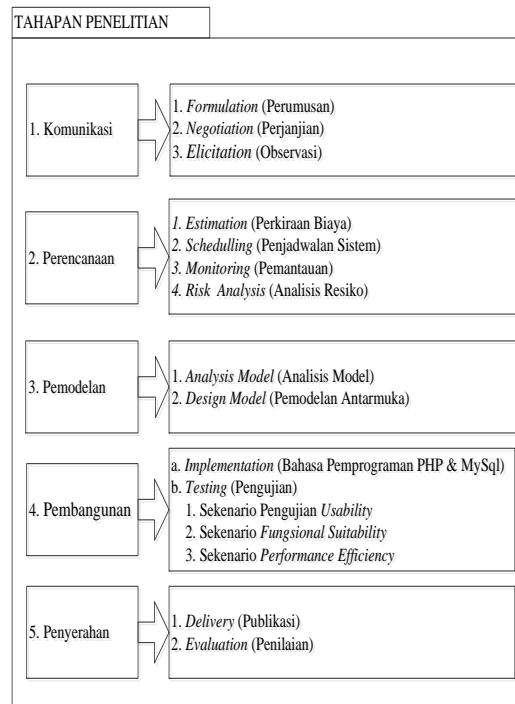 TAHAPAN PENELITIAN
1. Komunikasi
1. Formulation (Perumusan)
2. Negotiation (Perjanjian)
3. Elicitation (Observasi)
2. Perencanaan
1. Estimation (Perkiraan Biaya)
2. Schedulling (Penjadwalan Sistem)
3. Monitoring (Pemantauan)
4. Risk Analysis (Analisis Resiko)
3. Pemodelan
1. Analysis Model (Analisis Model)
2. Design Model (Pemodelan Antarmuka)
4. Pembangunan
a. Implementation (Bahasa Pemprograman PHP & MySql)
b. Testing (Pengujian)
1. Sekenario Pengujian Usability
2. Sekenario Fungsional Suitability
3. Sekenario Performance Efficiency
5. Penyerahan
1. Delivery (Publikasi)
2. Evaluation (Penilaian)